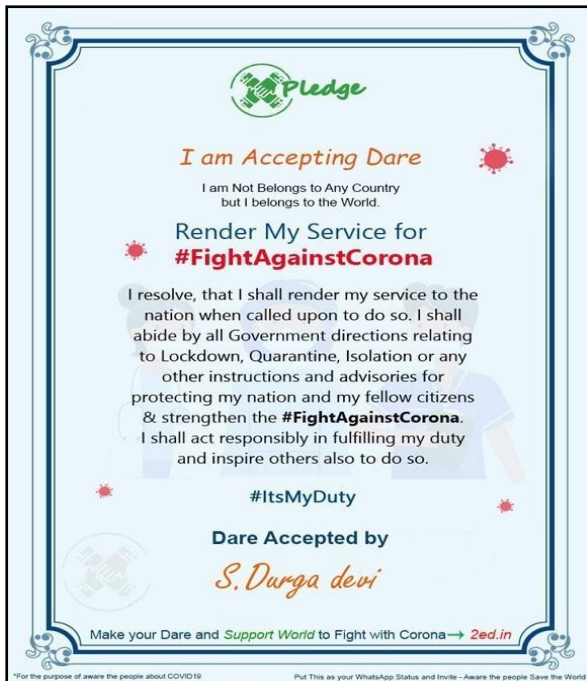 Pledge
I am Accepting Dare
I am Not Belongs to Any Country
but I belongs to the World.
Render My Service for
#FightAgainstCorona
I resolve, that I shall render my service to the
nation when called upon to do so. I shall
abide by all Government directions relating
to Lockdown, Quarantine, Isolation or any
other instructions and advisories for
protecting my nation and my fellow citizens
& strengthen the #FightAgainstCorona.
I shall act responsibly in fulfilling my duty
and inspire others also to do so.
#ItsMyDuty
Dare Accepted by
S.Durga devi
Make your Dare and Support World to Fight with Corona→ 2ed.in
*For the purpose of aware the people about COVID19
Put This as your WhatsApp Status and Invite - Aware the people Save the World